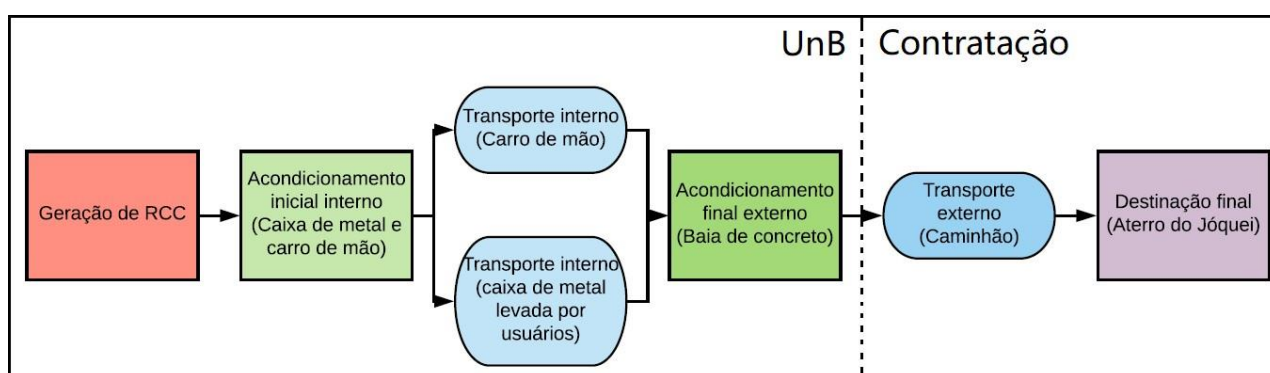 UnB
Contratação
Geração de RCC
Acondicionamento
inicial interno
(Caixa de metal e
carro de mão)
Transporte interno
(Carro de mão)
Transporte interno
(caixa de metal
levada por
usuários)
Acondicionamento
final externo
(Baia de concreto)
Transporte
externo
(Caminhão)
Destinação final
(Aterro do Jóquei)